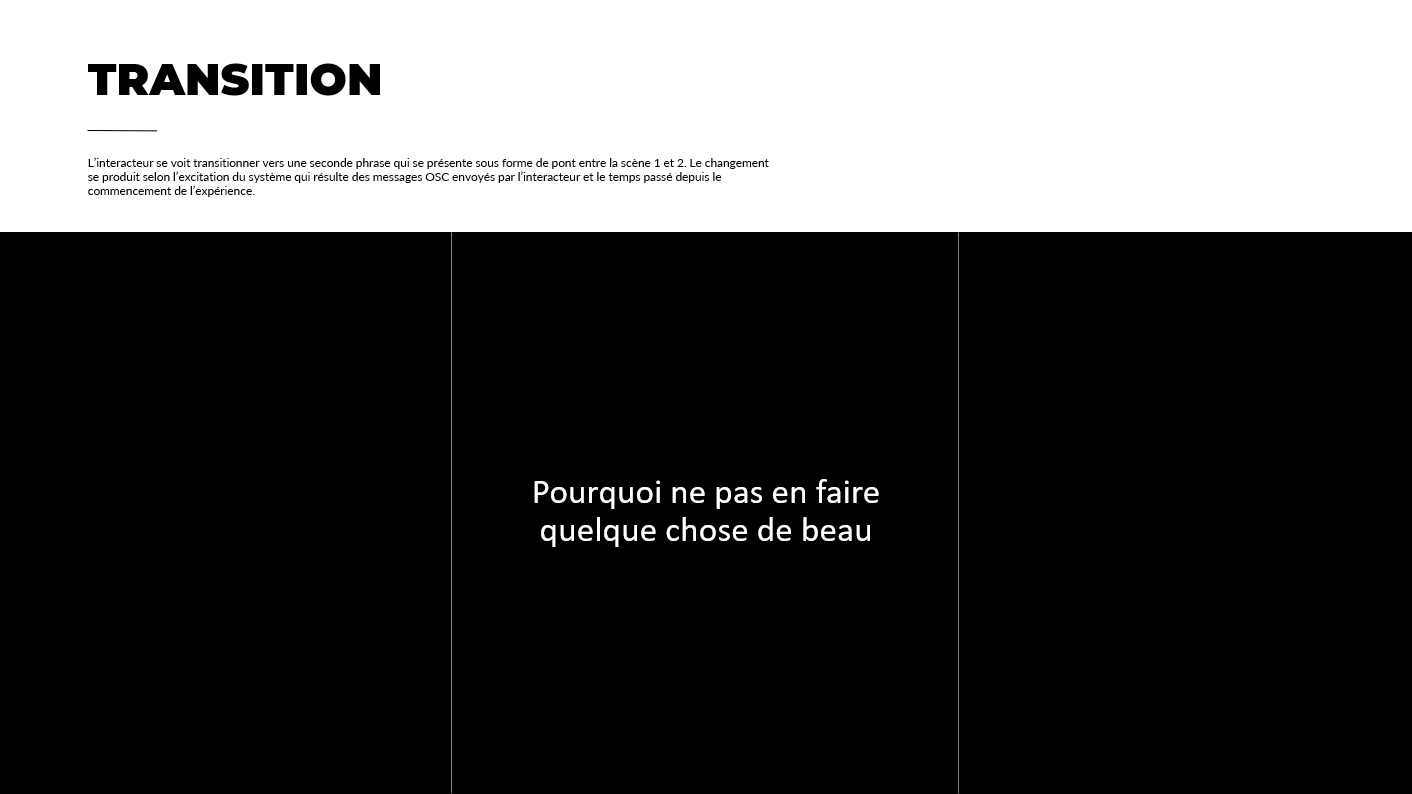 TRANSITION
L’interacteur se voit transitionner vers une seconde phrase qui se présente sous forme de pont entre la scène 1 et 2. Le changement
se produit selon l’excitation du système qui résulte des messages OSC envoyés par l’interacteur et le temps passé depuis le
commencement de l’expérience.
Pourquoi ne pas en faire
quelque chose de beau